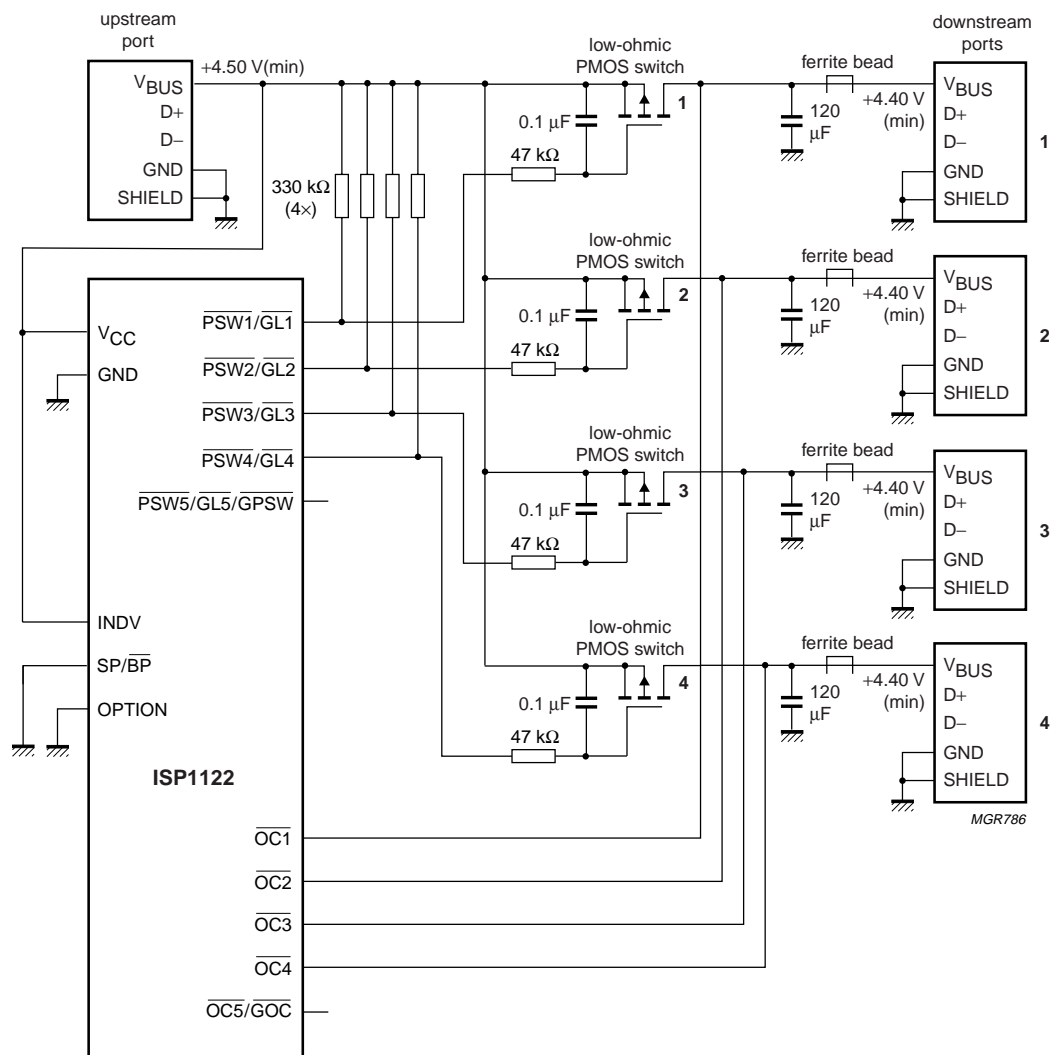 upstream
port
+4.50 V(min)
VBUS
D+
D−
GND
SHIELD
330 kΩ
(4×)
low-ohmic
PMOS switch
1
0.1 µF
47 kΩ
ferrite bead
120
µF
+4.40 V
(min)
downstream
ports
VBUS
D+
D−
GND
SHIELD
1
low-ohmic
PMOS switch
2
0.1 µF
47 kΩ
ferrite bead
120
µF
+4.40 V
(min)
VBUS
D+
D−
GND
SHIELD
2
low-ohmic
PMOS switch
3
0.1 µF
47 kΩ
ferrite bead
120
µF
+4.40 V
(min)
VBUS
D+
D−
GND
SHIELD
3
low-ohmic
PMOS switch
4
0.1 µF
47 kΩ
ferrite bead
120
µF
+4.40 V
(min)
VBUS
D+
D−
GND
SHIELD
4
VCC
GND
INDV
SP/BP
OPTION
ISP1122
PSW1/GL1
PSW2/GL2
PSW3/GL3
PSW4/GL4
PSW5/GL5/GPSW
OC1
OC2
OC3
OC4
OC5/GOC
MGR786